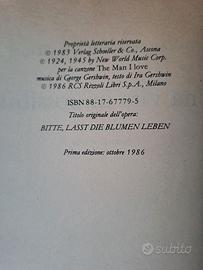 Proprietà letteraria riservata
© 1983 Verlag Schoeller & Co., Ascona
© 1924, 1945 by New World Music Corp.
per la canzone The Man I love
musica di George Gershwin, testo di Ira Gershwin
© 1986 RCS Rizzoli Libri S.p.A., Milano
ISBN 88-17-67779-5
Titolo originale dell'opera:
BITTE, LASST DIE BLUMEN LEBEN
Prima edizione: ottobre 1986
subito